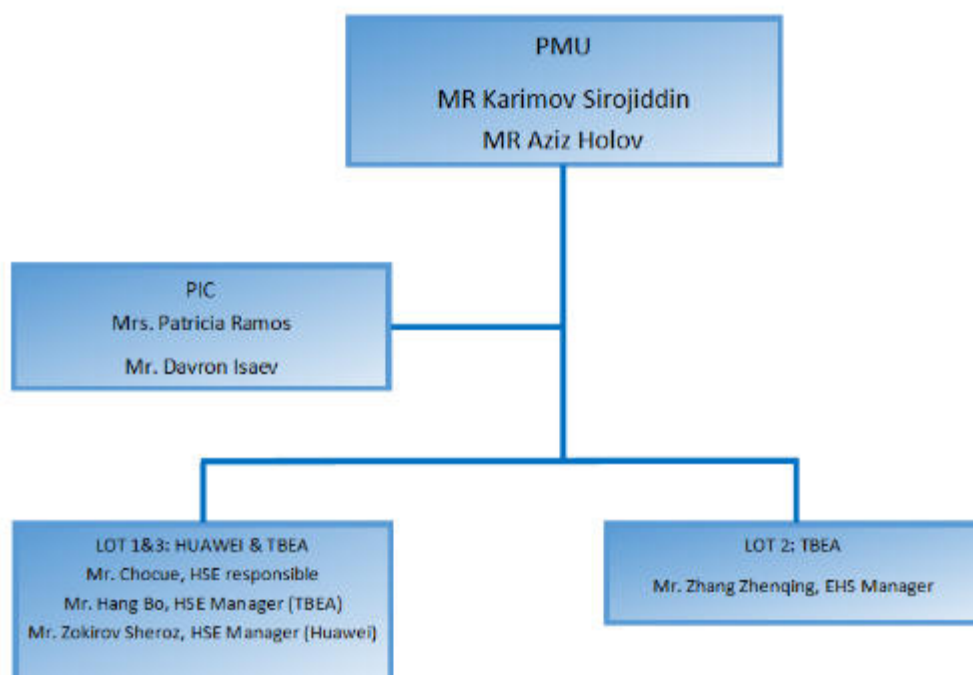 PMU
MR Karimov Sirojiddin
MR Aziz Holov
PIC
Mrs. Patricia Ramos
Mr. Davron Isaev
LOT 1&3: HUAWEI & TBEA
Mr. Chocue, HSE responsible
Mr. Hang Bo, HSE Manager (TBEA)
Mr. Zokirov Sheroz, HSE Manager (Huawei)
LOT 2: TBEA
Mr. Zhang Zhenqing, EHS Manager